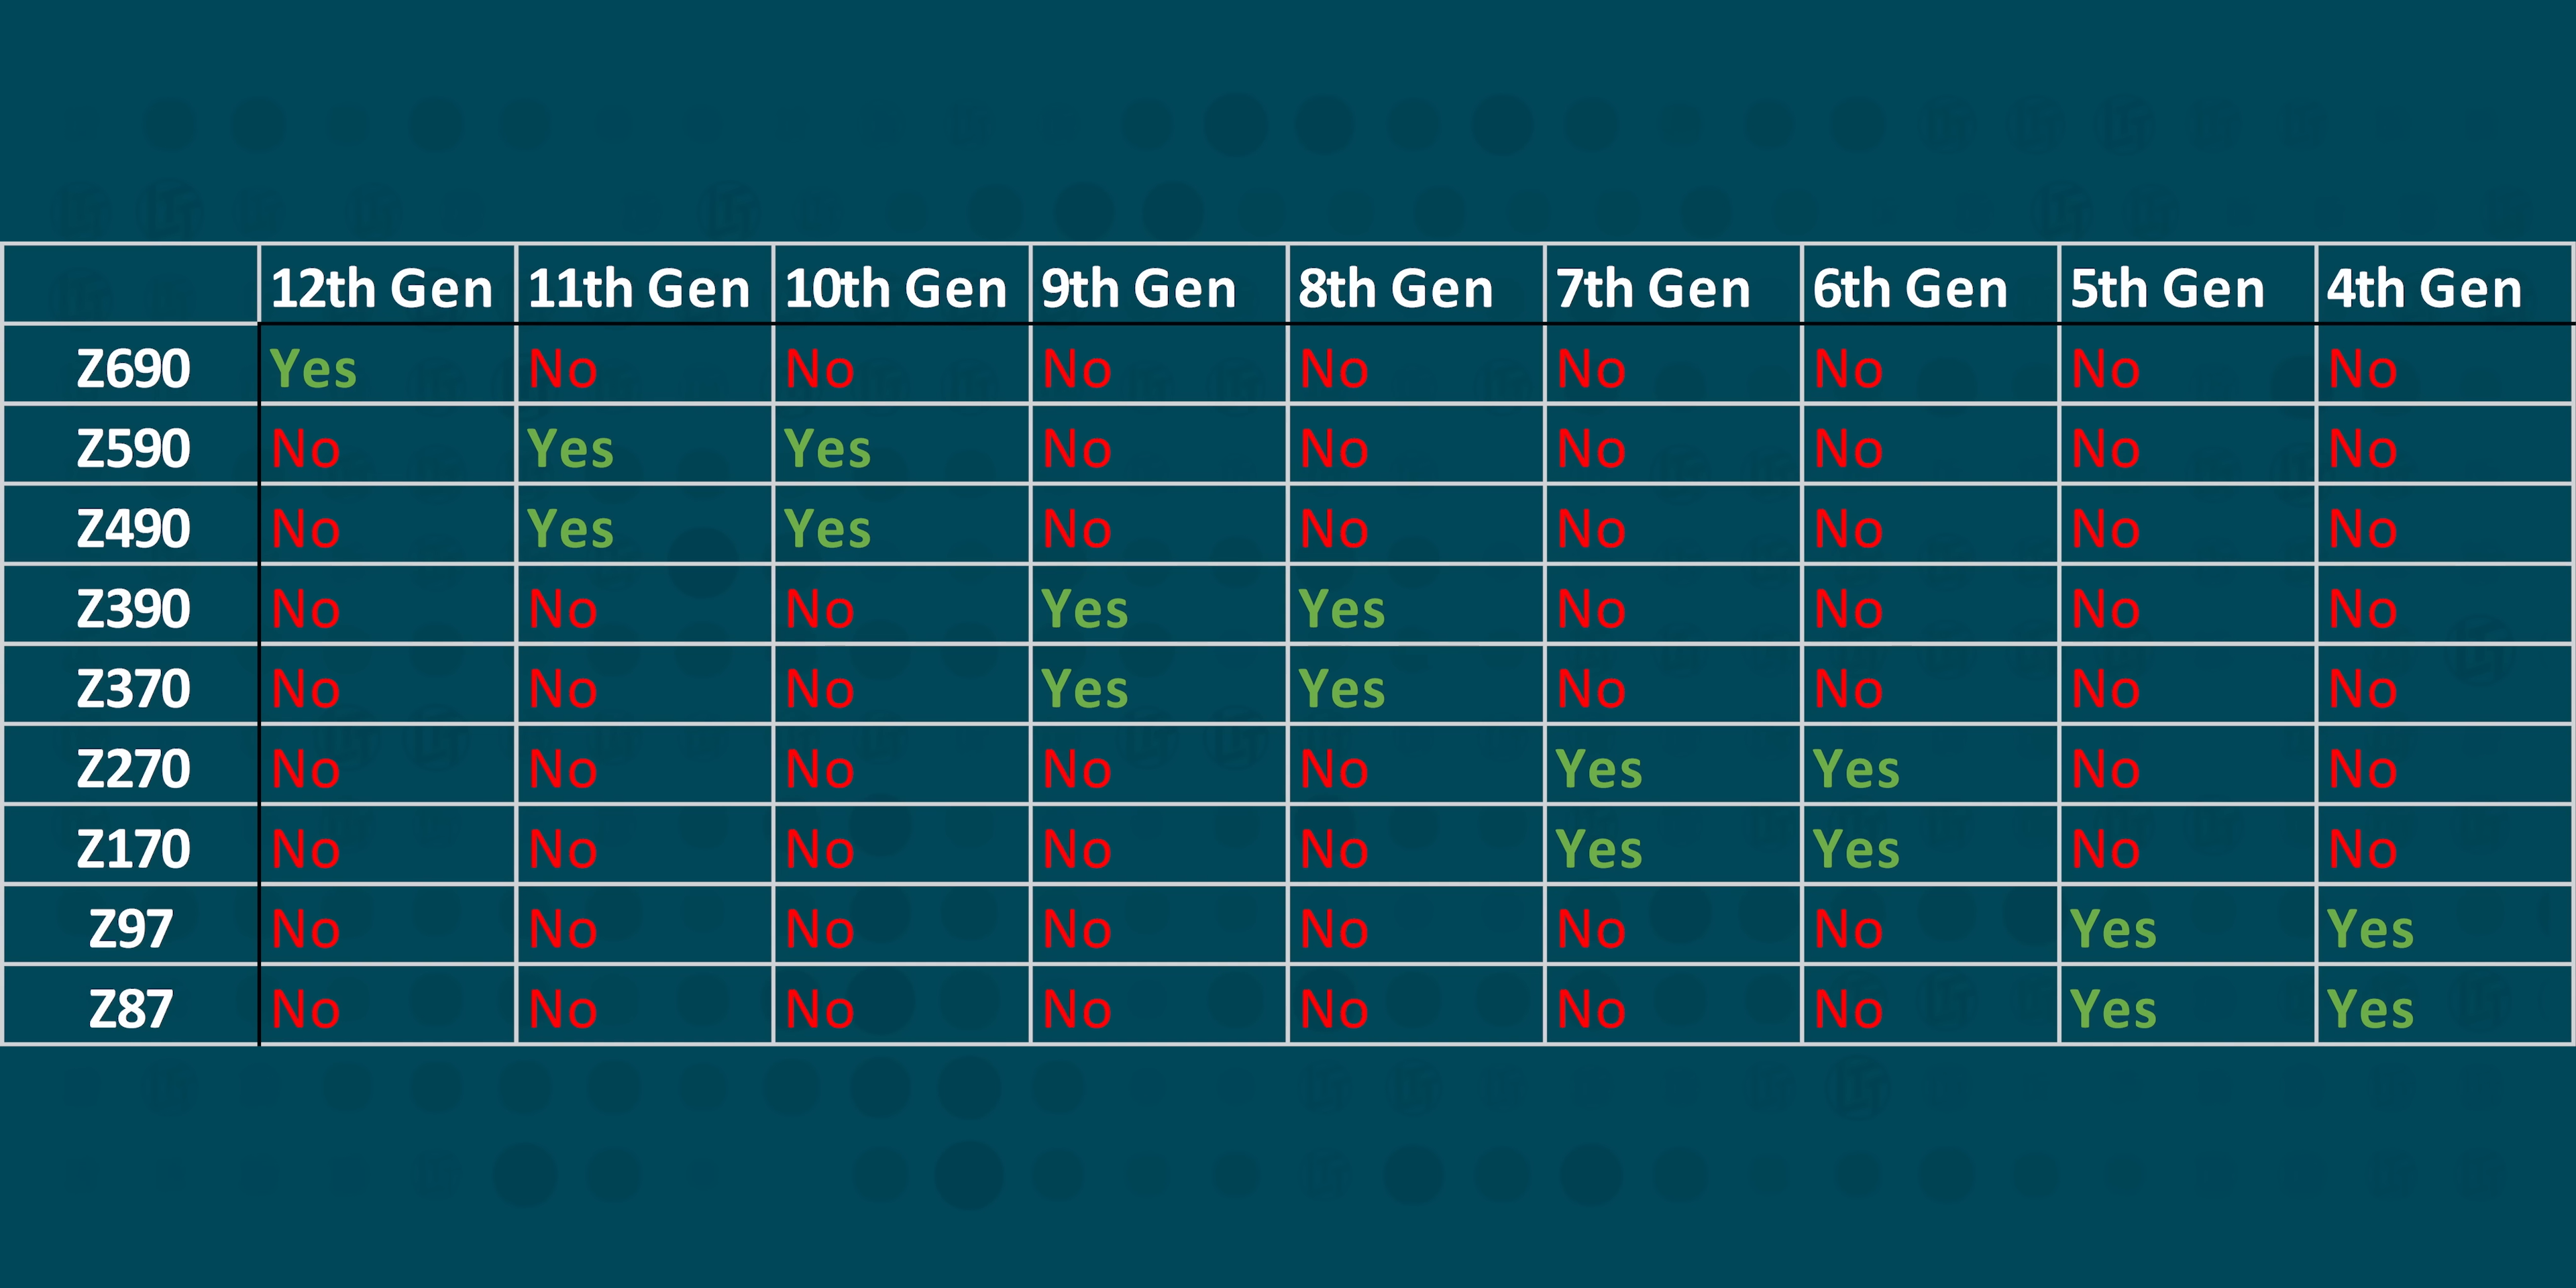 12th Gen 11th Gen 10th Gen 9th Gen 8th Gen 7th Gen 6th Gen 5th Gen 4th Gen
Z690 Yes No No No No No No No No
Z590 No Yes Yes No No No No No No
Z490 No Yes Yes No No No No No No
Z390 No No No Yes Yes No No No No
Z370 No No No Yes Yes No No No No
Z270 No No No No No Yes Yes No No
Z170 No No No No No Yes Yes No No
Z97 No No No No No No No Yes Yes
Z87 No No No No No No No Yes Yes